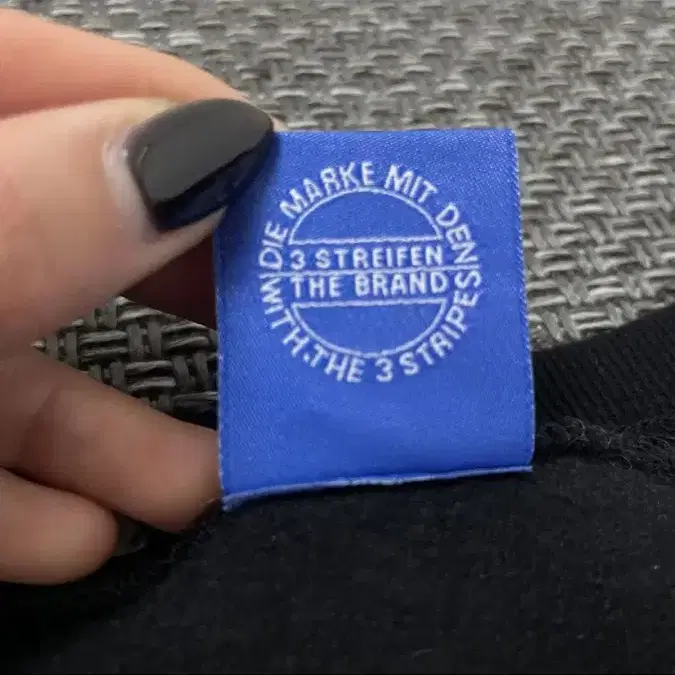 DIE MARKE MIT DEN
3 STREIFEN
THE BRAND
WITH.THE 3 STRIPES